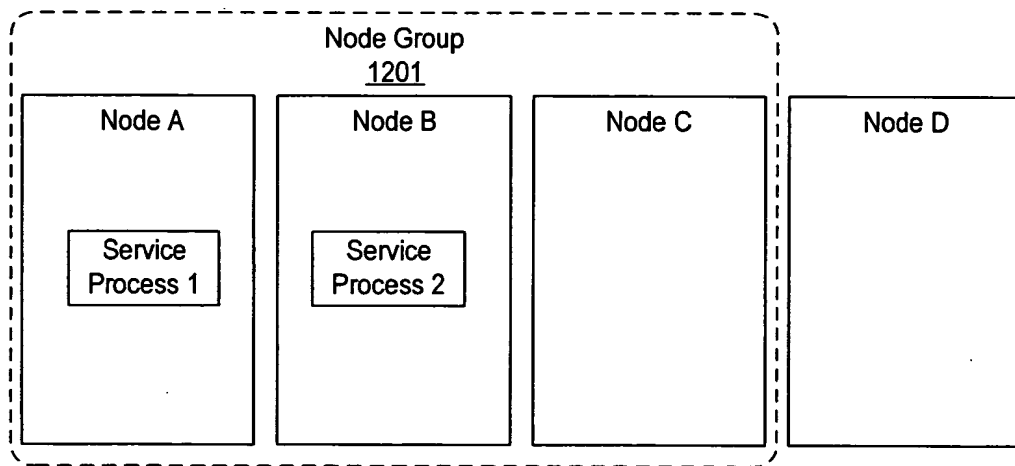 Node Group
1201
Node A
Node B
Node C
Node D
Service
Process 1
Service
Process 2